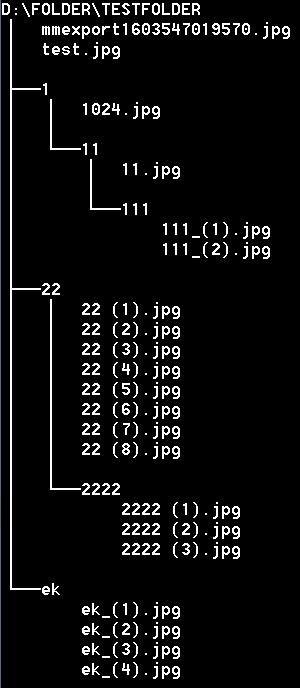 D:\FOLDER\TESTFOLDER
mmexport1603547019570.jpg
test.jpg
1
1024.jpg
11
11.jpg
111
111_(1).jpg
111_(2).jpg
22
22 (1).jpg
22 (2).jpg
22 (3).jpg
22 (4).jpg
22 (5).jpg
22 (6).jpg
22 (7).jpg
22 (8).jpg
2222
2222 (1).jpg
2222 (2).jpg
2222 (3).jpg
ek
ek_(1).jpg
ek_(2).jpg
ek_(3).jpg
ek_(4).jpg